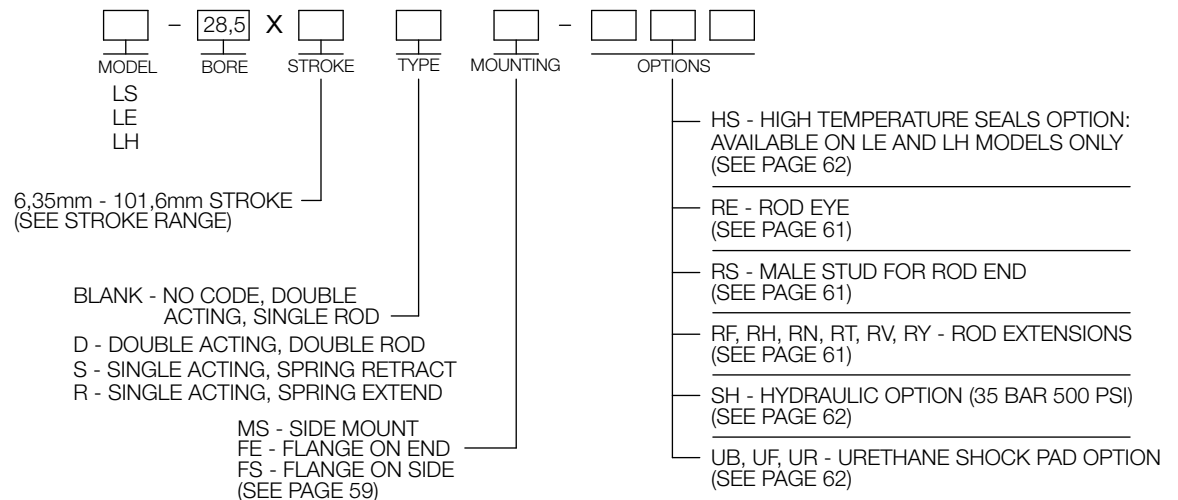 – 28,5 X –
MODEL BORE STROKE TYPE MOUNTING OPTIONS
LS
LE
LH
6,35mm - 101,6mm STROKE
(SEE STROKE RANGE)
BLANK - NO CODE, DOUBLE
ACTING, SINGLE ROD
D - DOUBLE ACTING, DOUBLE ROD
S - SINGLE ACTING, SPRING RETRACT
R - SINGLE ACTING, SPRING EXTEND
MS - SIDE MOUNT
FE - FLANGE ON END
FS - FLANGE ON SIDE
(SEE PAGE 59)
HS - HIGH TEMPERATURE SEALS OPTION:
AVAILABLE ON LE AND LH MODELS ONLY
(SEE PAGE 62)
RE - ROD EYE
(SEE PAGE 61)
RS - MALE STUD FOR ROD END
(SEE PAGE 61)
RF, RH, RN, RT, RV, RY - ROD EXTENSIONS
(SEE PAGE 61)
SH - HYDRAULIC OPTION (35 BAR 500 PSI)
(SEE PAGE 62)
UB, UF, UR - URETHANE SHOCK PAD OPTION
(SEE PAGE 62)